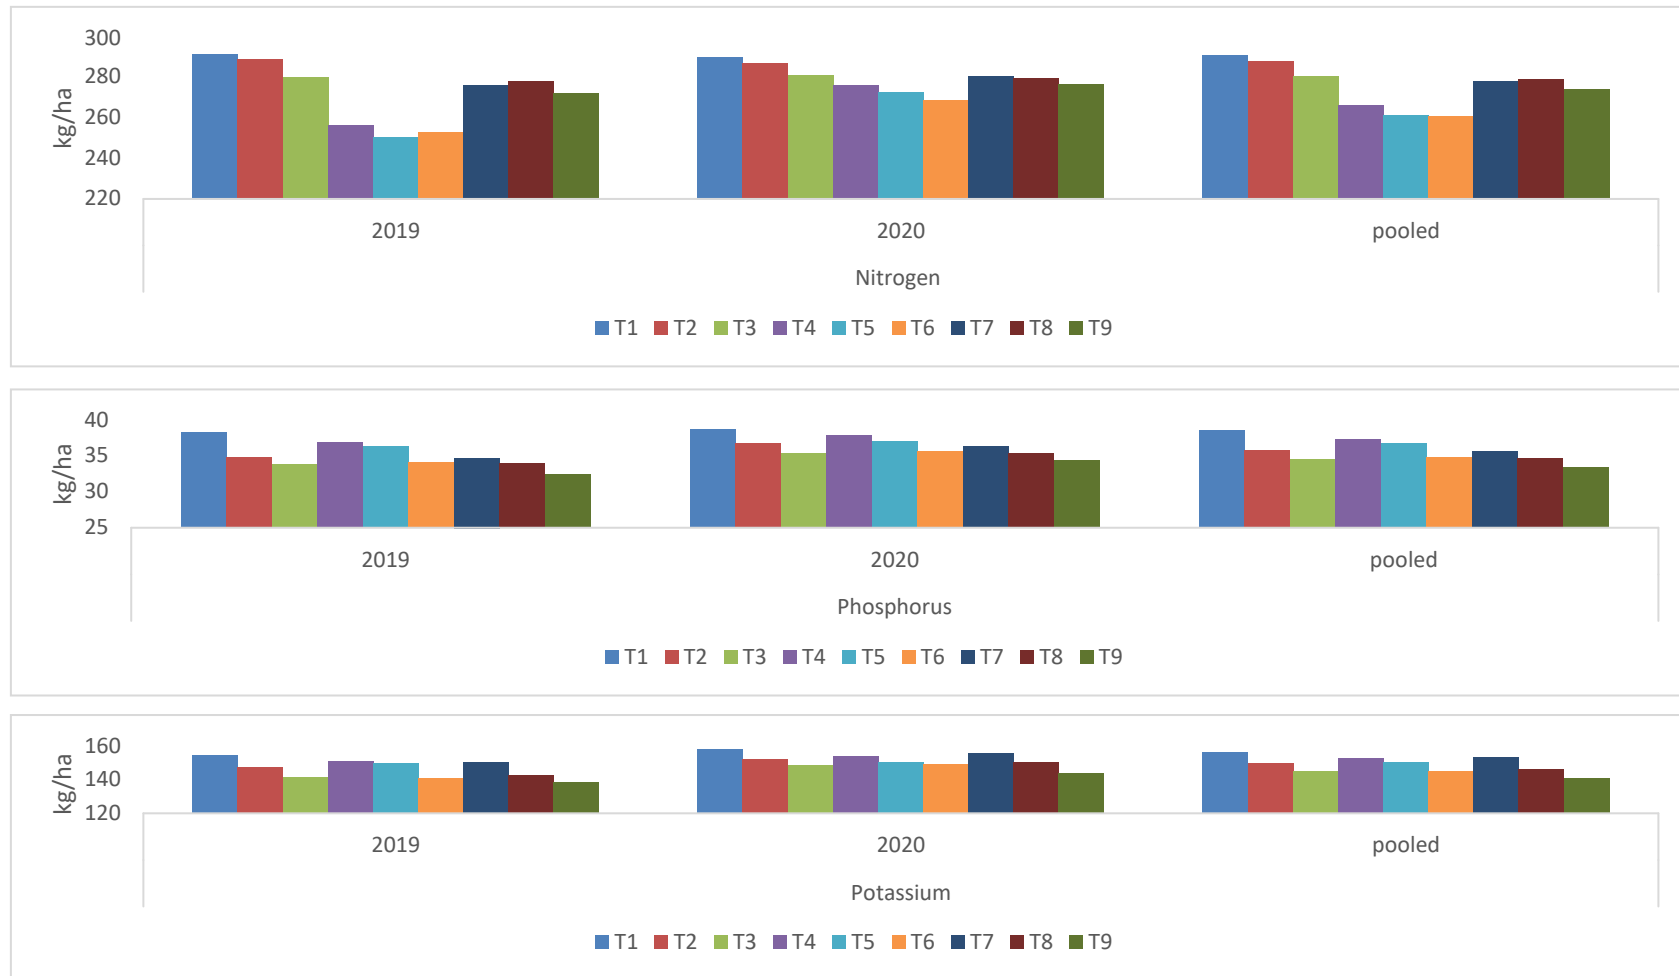 300
280
260
240
220
kg/ha
2019 2020 pooled
Nitrogen
T1 T2 T3 T4 T5 T6 T7 T8 T9
40
35
30
25
kg/ha
2019 2020 pooled
Phosphorus
T1 T2 T3 T4 T5 T6 T7 T8 T9
160
140
120
kg/ha
2019 2020 pooled
Potassium
T1 T2 T3 T4 T5 T6 T7 T8 T9